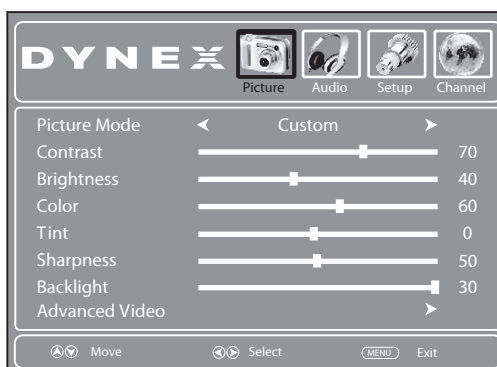 DYNEX
Picture Audio Setup Channel
Picture Mode Custom
Contrast 70
Brightness 40
Color 60
Tint 0
Sharpness 50
Backlight 30
Advanced Video
Move Select MENU Exit